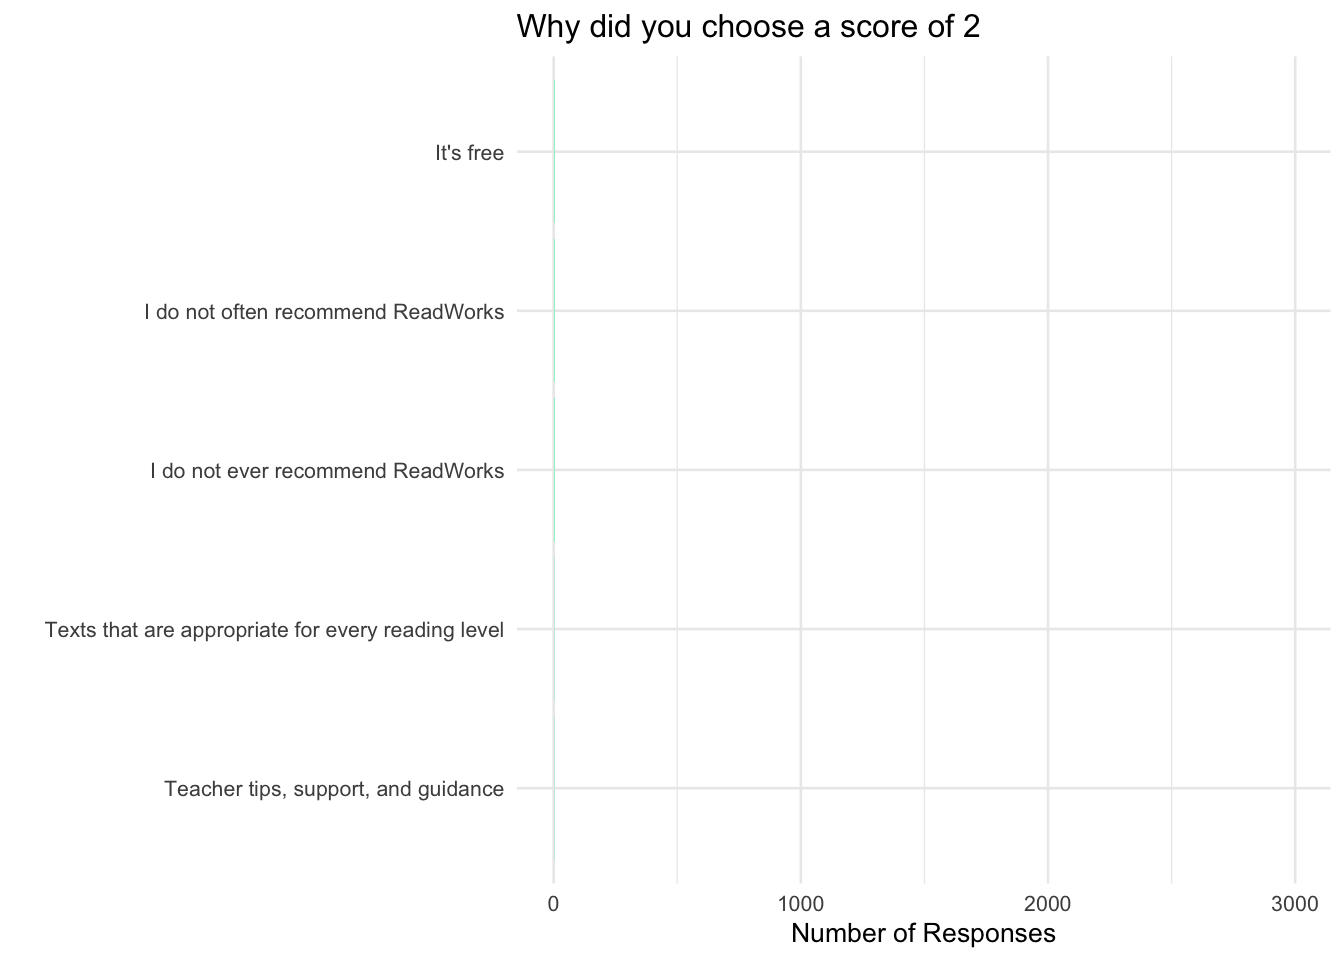 Why did you choose a score of 2
It's free
I do not often recommend ReadWorks
I do not ever recommend ReadWorks
Texts that are appropriate for every reading level
Teacher tips, support, and guidance
0 1000 2000 3000
Number of Responses